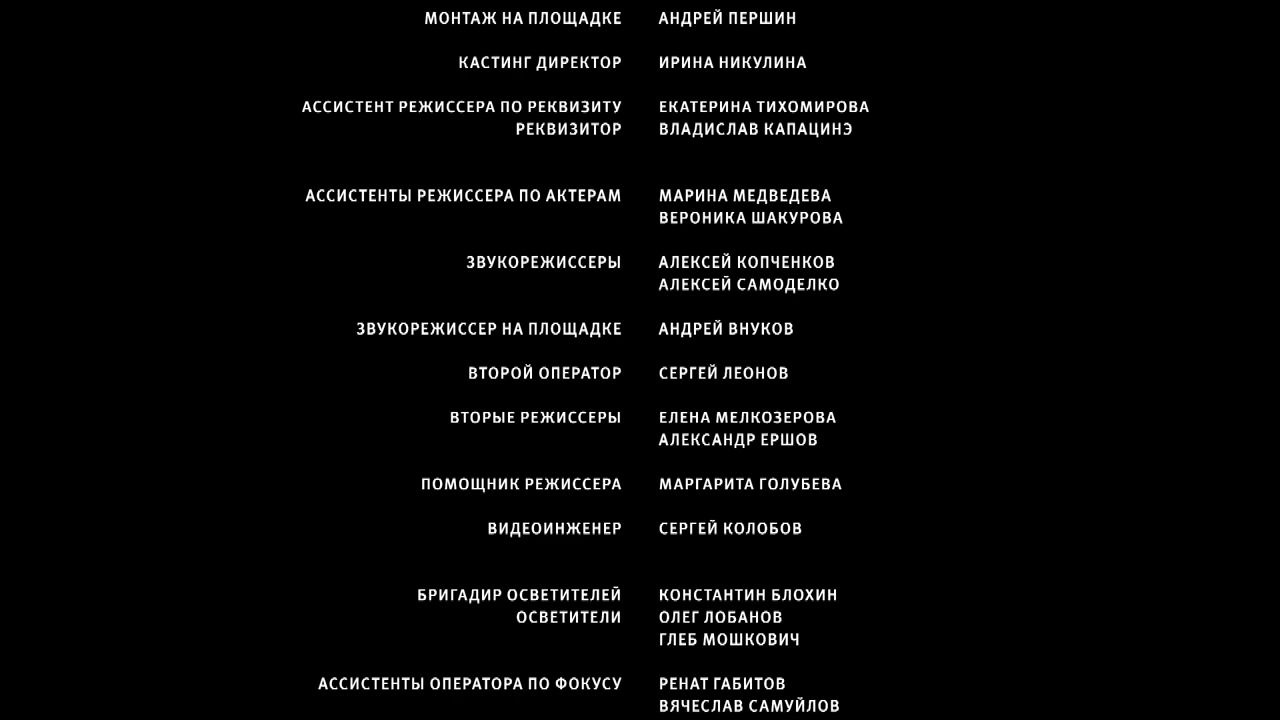 МОНТАЖ НА ПЛОЩАДКЕ АНДРЕЙ ПЕРШИН
КАСТИНГ ДИРЕКТОР ИРИНА НИКУЛИНА
АССИСТЕНТ РЕЖИССЕРА ПО РЕКВИЗИТУ ЕКАТЕРИНА ТИХОМИРОВА
РЕКВИЗИТОР ВЛАДИСЛАВ КАПАЦИНЭ
АССИСТЕНТЫ РЕЖИССЕРА ПО АКТЕРАМ МАРИНА МЕДВЕДЕВА
ВЕРОНИКА ШАКУРОВА
ЗВУКОРЕЖИССЕРЫ АЛЕКСЕЙ КОПЧЕНКОВ
АЛЕКСЕЙ САМОДЕЛКО
ЗВУКОРЕЖИССЕР НА ПЛОЩАДКЕ АНДРЕЙ ВНУКОВ
ВТОРОЙ ОПЕРАТОР СЕРГЕЙ ЛЕОНОВ
ВТОРЫЕ РЕЖИССЕРЫ ЕЛЕНА МЕЛКОЗЕРОВА
АЛЕКСАНДР ЕРШОВ
ПОМОЩНИК РЕЖИССЕРА МАРГАРИТА ГОЛУБЕВА
ВИДЕОИНЖЕНЕР СЕРГЕЙ КОЛОБОВ
БРИГАДИР ОСВЕТИТЕЛЕЙ КОНСТАНТИН БЛОХИН
ОСВЕТИТЕЛИ ОЛЕГ ЛОБАНОВ
ГЛЕБ МОШКОВИЧ
АССИСТЕНТЫ ОПЕРАТОРА ПО ФОКУСУ РЕНАТ ГАБИТОВ
ВЯЧЕСЛАВ САМУЙЛОВ